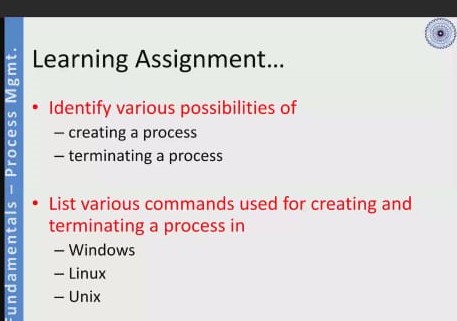 Learning Assignment...
• Identify various possibilities of
– creating a process
– terminating a process
• List various commands used for creating and
terminating a process in
– Windows
– Linux
– Unix
undamentals – Process Mgmt.